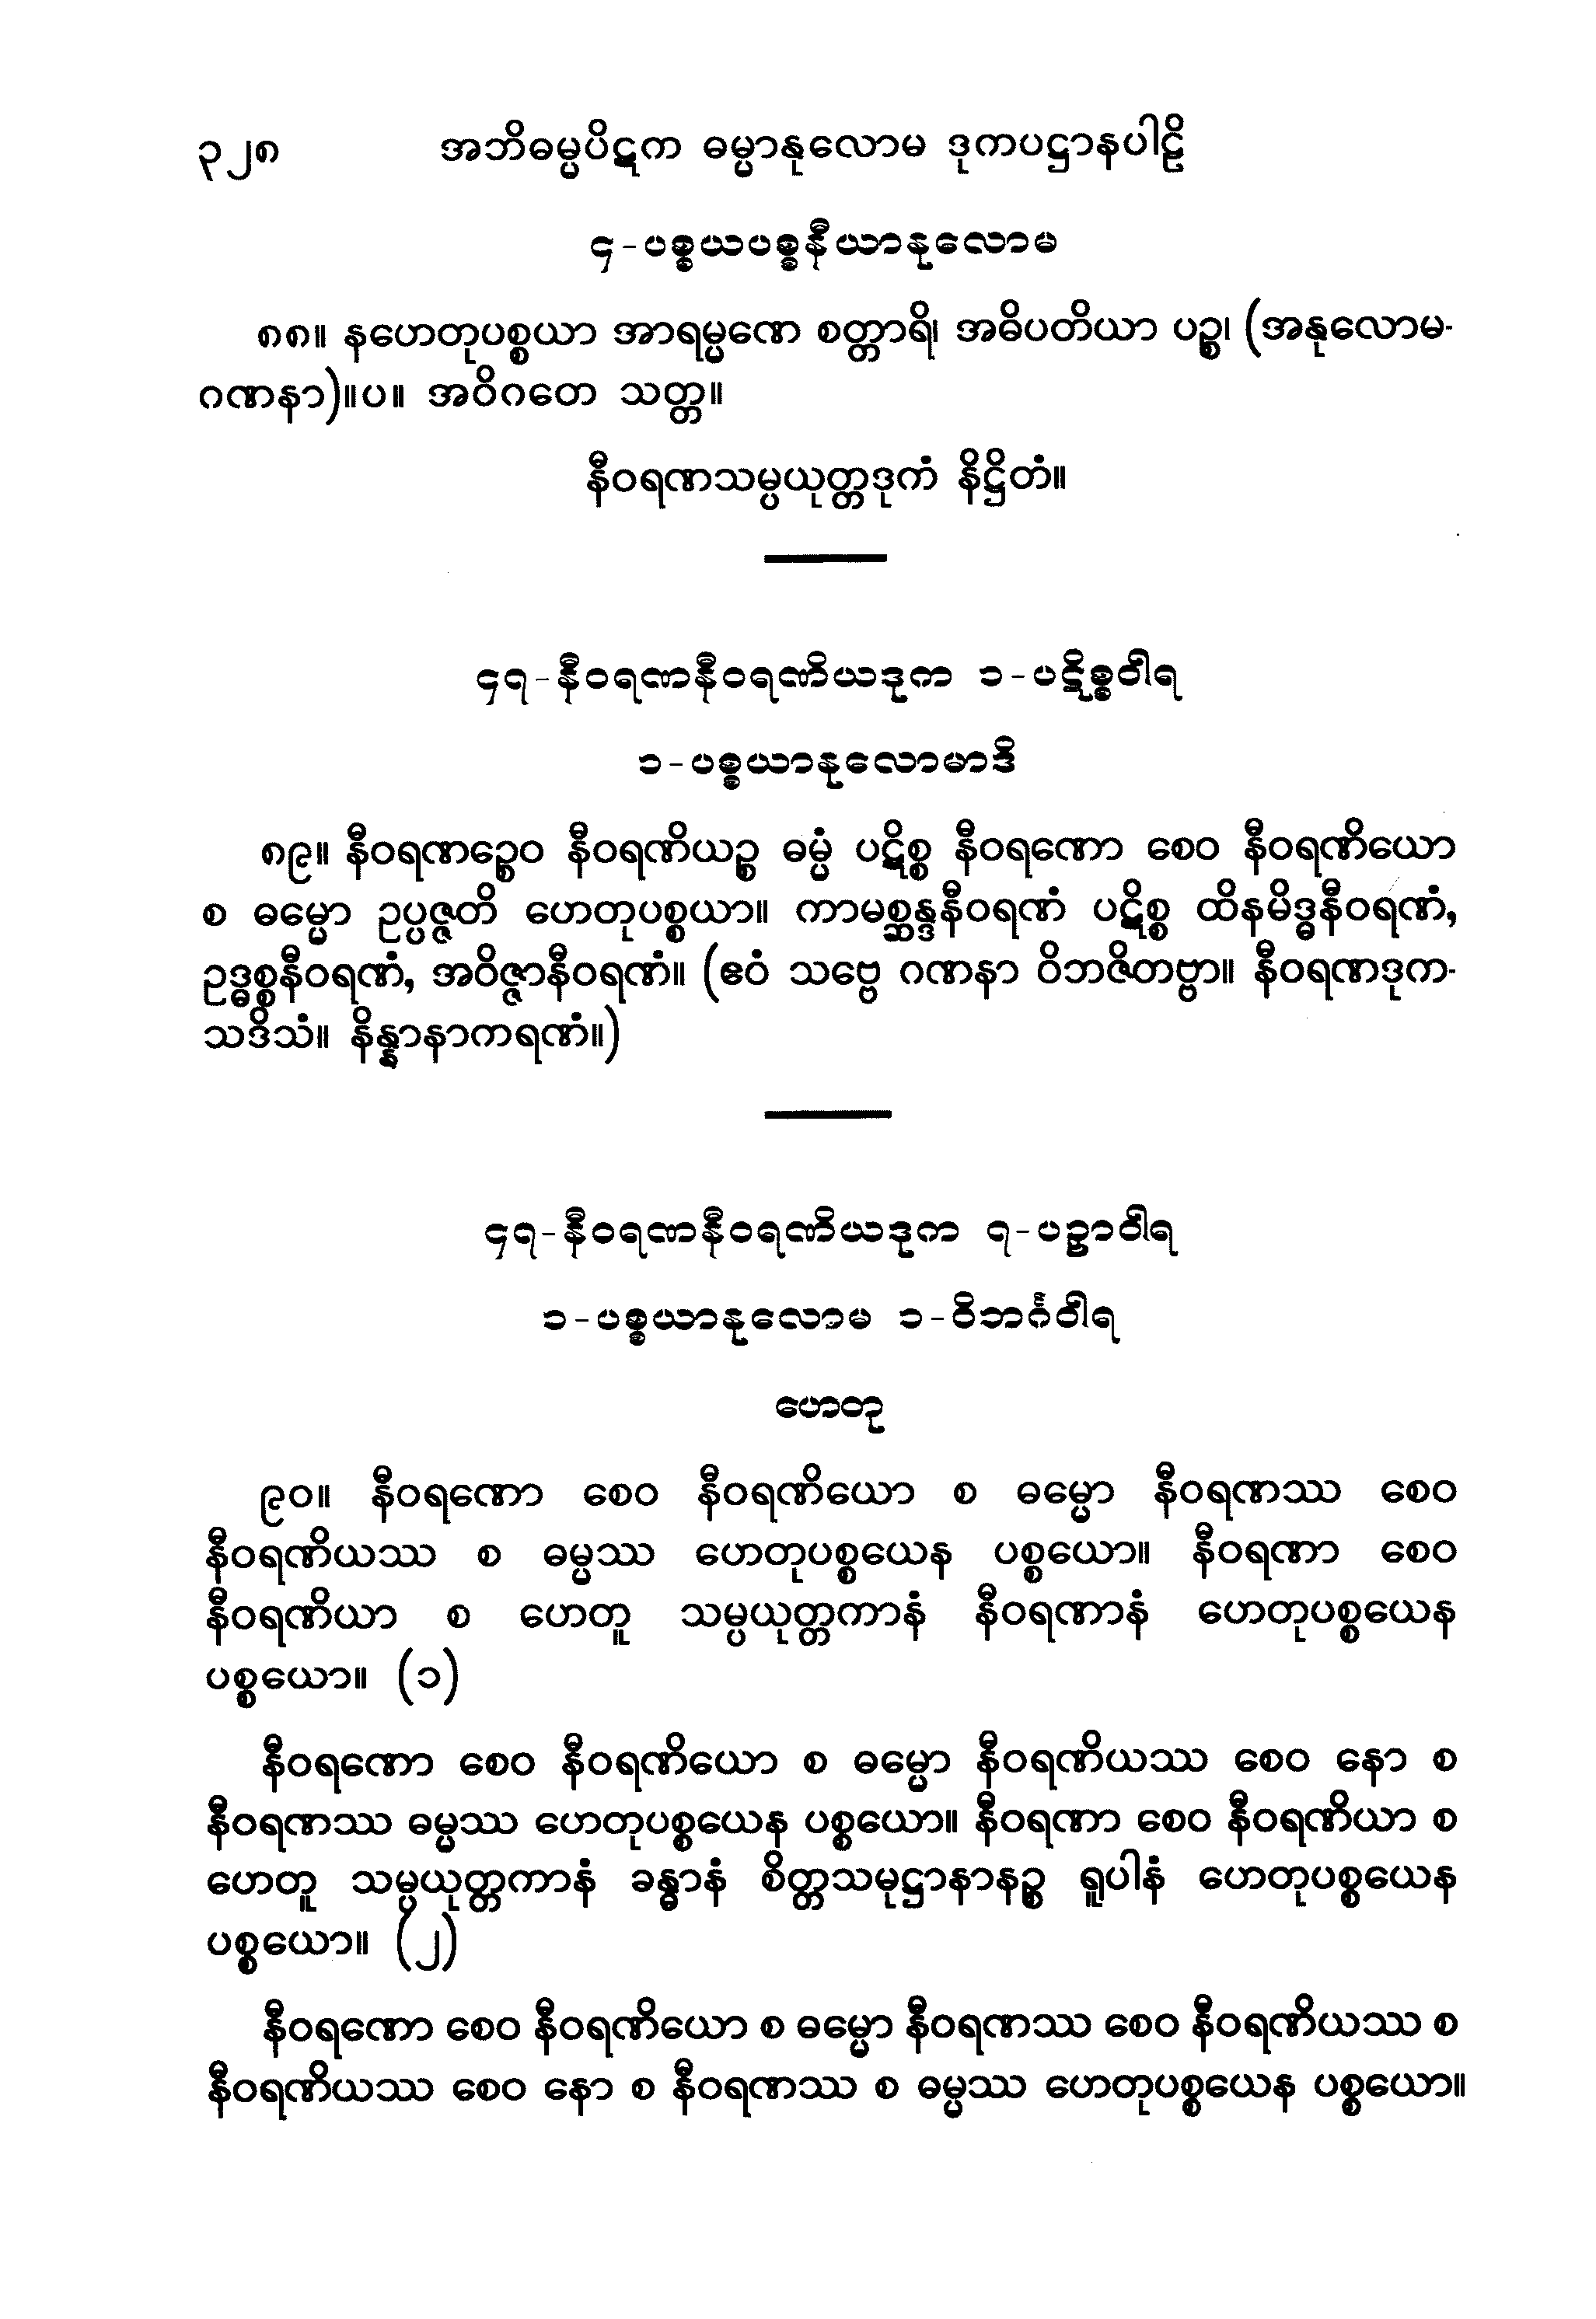 ၃၂၈ အဘိဓမ္မပိဋက ဓမ္မာနုလောမ ဒုကပဋ္ဌာနပါဠိ
၄-ပစ္စယပစ္စနီယာနုလောမ
၈၈။ နဟေတုပစ္စယာ အာရမ္မဏေ စတ္တာရိ၊ အဓိပတိယာ ပဉ္စ၊ (အနုလောမ-
ဂဏနာ)။ပ။ အဝိဂတေ သတ္တ။
နီဝရဏသမ္ပယုတ္တဒုကံ နိဋ္ဌိတံ။
၄၇-နီဝရဏနီဝရဏိယဒုက ၁-ပဋိစ္စဝါရ
၁-ပစ္စယာနုလောမာဒိ
၈၉။ နီဝရဏဉ္စေဝ နီဝရဏိယဉ္စ ဓမ္မံ ပဋိစ္စ နီဝရဏော စေဝ နီဝရဏိယော
စ ဓမ္မော ဥပ္ပဇ္ဇတိ ဟေတုပစ္စယာ။ ကာမစ္ဆန္ဒနီဝရဏံ ပဋိစ္စ ထိနမိဒ္ဓနီဝရဏံ,
ဥဒ္ဓစ္စနီဝရဏံ, အဝိဇ္ဇာနီဝရဏံ။ (ဧဝံ သဗ္ဗေ ဂဏနာ ဝိဘဇိတဗ္ဗာ။ နီဝရဏဒုက-
သဒိသံ။ နိန္နာနာကရဏံ။)
၄၇-နီဝရဏနီဝရဏိယဒုက ၇-ပဉှာဝါရ
၁-ပစ္စယာနုလောမ ၁-ဝိဘင်္ဂဝါရ
ဟေတု
၉၀။ နီဝရဏော စေဝ နီဝရဏိယော စ ဓမ္မော နီဝရဏဿ စေဝ
နီဝရဏိယဿ စ ဓမ္မဿ ဟေတုပစ္စယေန ပစ္စယော။ နီဝရဏာ စေဝ
နီဝရဏိယာ စ ဟေတူ သမ္ပယုတ္တကာနံ နီဝရဏာနံ ဟေတုပစ္စယေန
ပစ္စယော။ (၁)
နီဝရဏော စေဝ နီဝရဏိယော စ ဓမ္မော နီဝရဏိယဿ စေဝ နော စ
နီဝရဏဿ ဓမ္မဿ ဟေတုပစ္စယေန ပစ္စယော။ နီဝရဏာ စေဝ နီဝရဏိယာ စ
ဟေတူ သမ္ပယုတ္တကာနံ ခန္ဓာနံ စိတ္တသမုဋ္ဌာနာနဉ္စ ရူပါနံ ဟေတုပစ္စယေန
ပစ္စယော။ (၂)
နီဝရဏော စေဝ နီဝရဏိယော စ ဓမ္မော နီဝရဏဿ စေဝ နီဝရဏိယဿ စ
နီဝရဏိယဿ စေဝ နော စ နီဝရဏဿ စ ဓမ္မဿ ဟေတုပစ္စယေန ပစ္စယော။